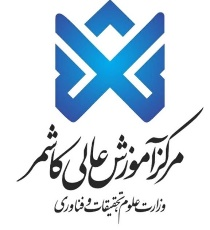 مرکز آموزش عالی کاشمر
وزارت علوم تحقیقات و فناوری